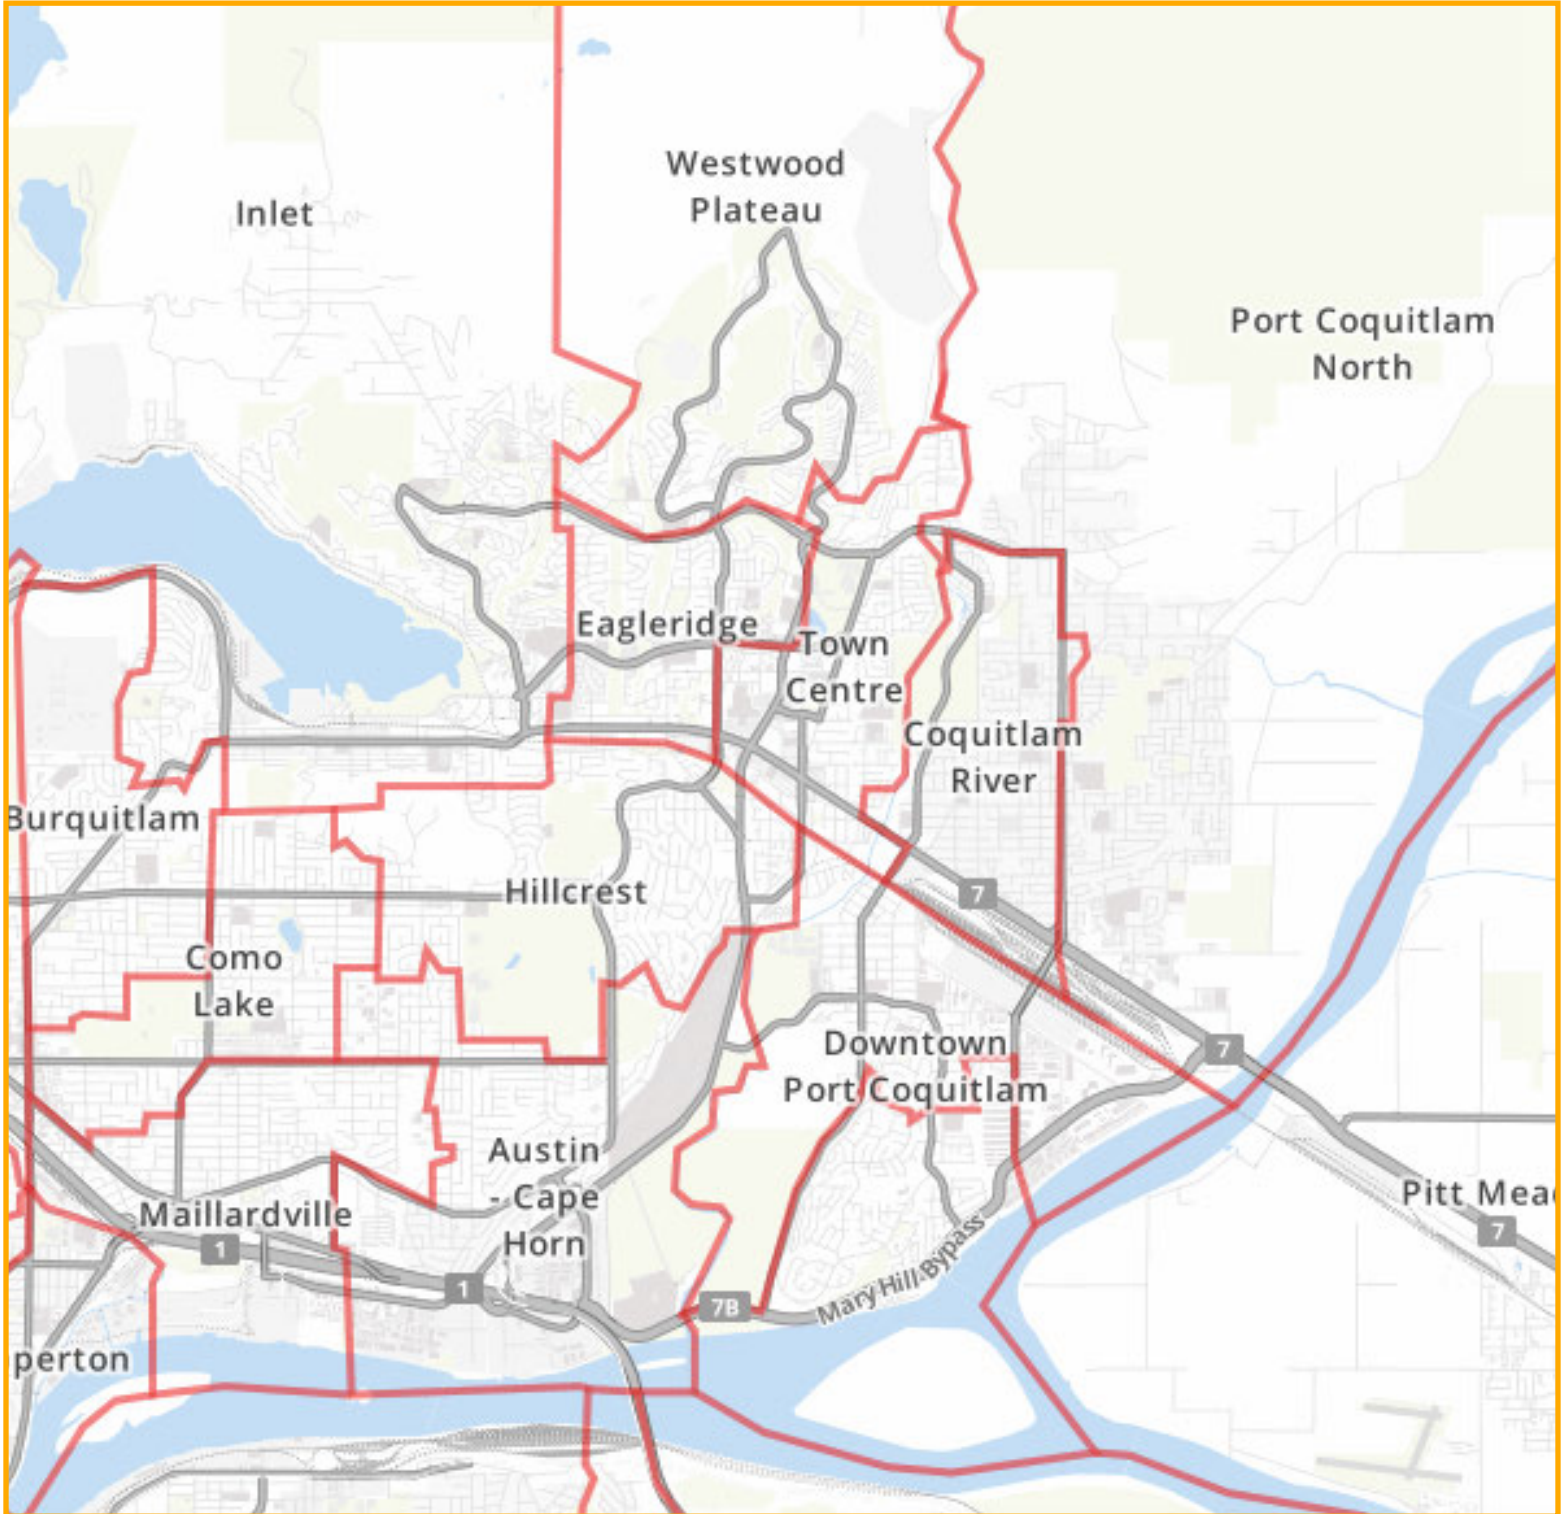 Westwood
Plateau
Inlet
Port Coquitlam
North
Eagleridge
Town
Centre
Coquitlam
River
Burquitlam
Hillcrest
7
Como
Lake
Downtown
Port Coquitlam
7
Austin
- Cape
Horn
Pitt Mea
7
Maillardville
1
1
7B
Mary Hill Bypass
perton